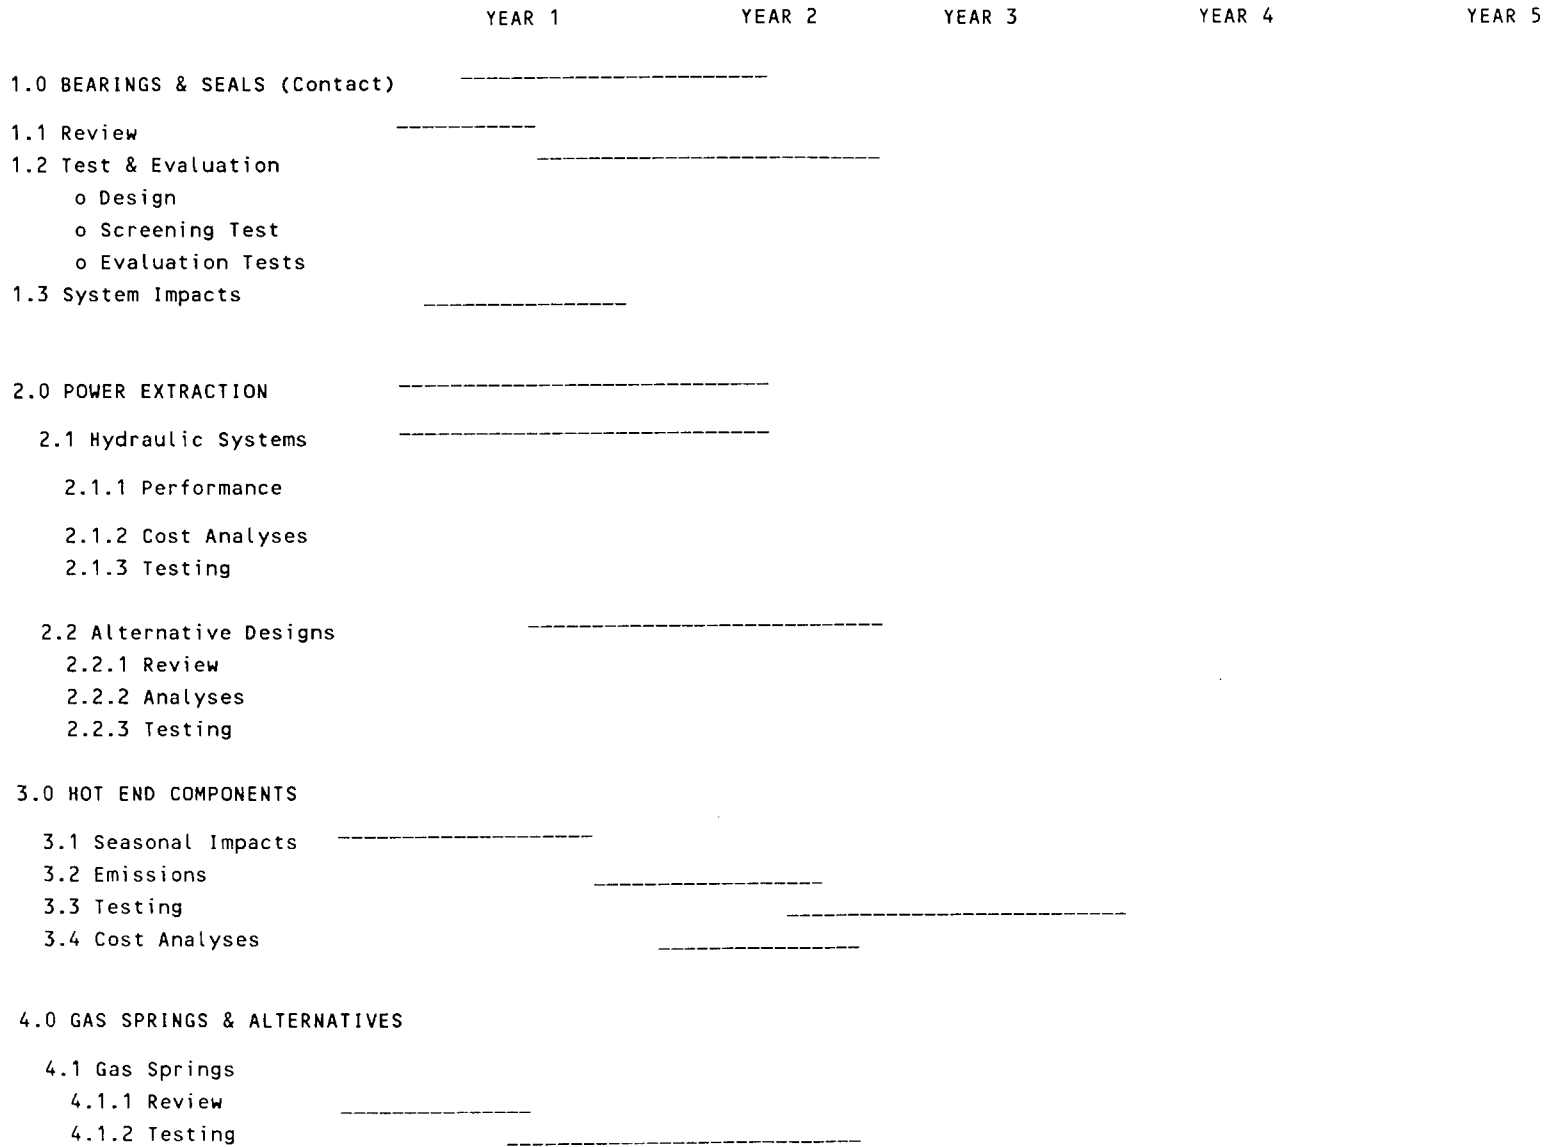 YEAR 1 YEAR 2 YEAR 3 YEAR 4 YEAR 5
1.0 BEARINGS & SEALS (Contact)
1.1 Review
1.2 Test & Evaluation
o Design
o Screening Test
o Evaluation Tests
1.3 System Impacts
2.0 POWER EXTRACTION
2.1 Hydraulic Systems
2.1.1 Performance
2.1.2 Cost Analyses
2.1.3 Testing
2.2 Alternative Designs
2.2.1 Review
2.2.2 Analyses
2.2.3 Testing
3.0 HOT END COMPONENTS
3.1 Seasonal Impacts
3.2 Emissions
3.3 Testing
3.4 Cost Analyses
4.0 GAS SPRINGS & ALTERNATIVES
4.1 Gas Springs
4.1.1 Review
4.1.2 Testing